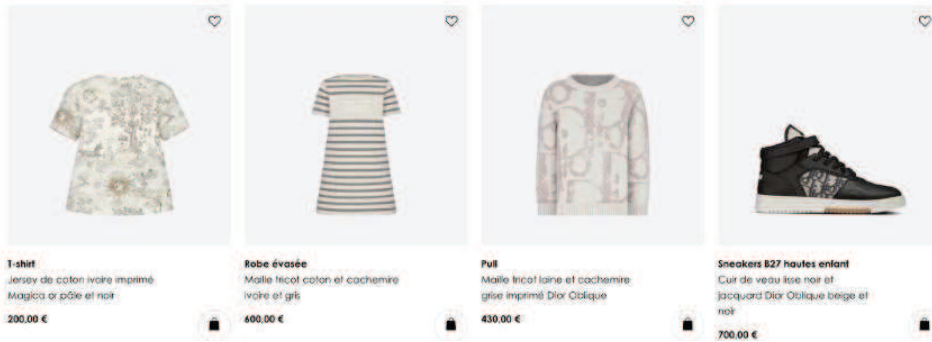 T-shirt
Jersey de coton ivoire imprimé
Magica or pâle et noir
200,00 €
Robe évasée
Maille tricot coton et cachemire
ivoire et gris
600,00 €
Pull
Maille tricot laine et cachemire
grise imprimé Dior Oblique
430,00 €
Sneakers B27 hautes enfant
Cuir de veau lisse noir et
jacquard Dior Oblique beige et
noir
700,00 €